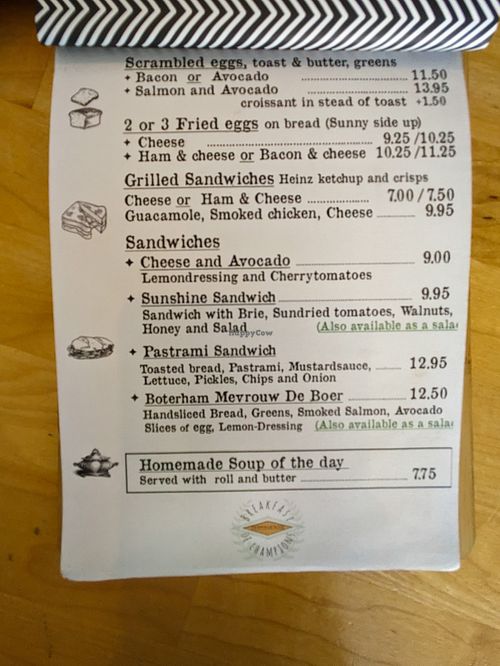 Scrambled eggs, toast & butter, greens
+ Bacon or Avocado ........................ 11.50
+ Salmon and Avocado ................ 13.95
croissant in stead of toast +1.50
2 or 3 Fried eggs on bread (Sunny side up)
+ Cheese ........................ 9.25 /10.25
+ Ham & cheese or Bacon & cheese 10.25 /11.25
Grilled Sandwiches Heinz ketchup and crisps
Cheese or Ham & Cheese ...................... 7.00 / 7.50
Guacamole, Smoked chicken, Cheese ............ 9.95
Sandwiches
+ Cheese and Avocado ........................ 9.00
Lemondressing and Cherrytomatoes
+ Sunshine Sandwich ........................ 9.95
Sandwich with Brie, Sundried tomatoes, Walnuts,
Honey and Salad (Also available as a sala
HappyCow
+ Pastrami Sandwich
Toasted bread, Pastrami, Mustardsauce, ........ 12.95
Lettuce, Pickles, Chips and Onion
+ Boterham Mevrouw De Boer ................ 12.50
Handsliced Bread, Greens, Smoked Salmon, Avocado
Slices of egg, Lemon-Dressing (Also available as a sala
Homemade Soup of the day
Served with roll and butter ........................ 7.75
BREAKFAST
OF CHAMPIONS